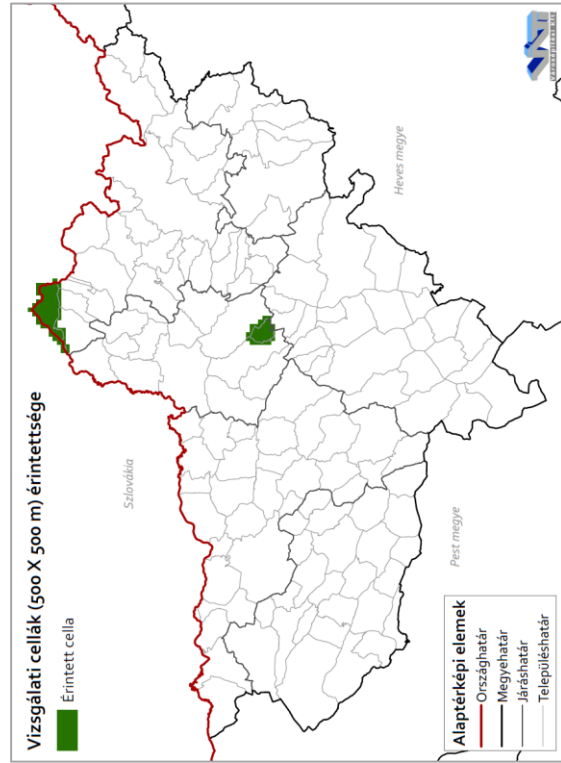 Vizsgálati cellák (500 X 500 m) érintettsége
Érintett cella
Szlovákia
Heves megye
Pest megye
Alaptérképi elemek
Országhatár
Megyehatár
Járáshatár
Településhatár